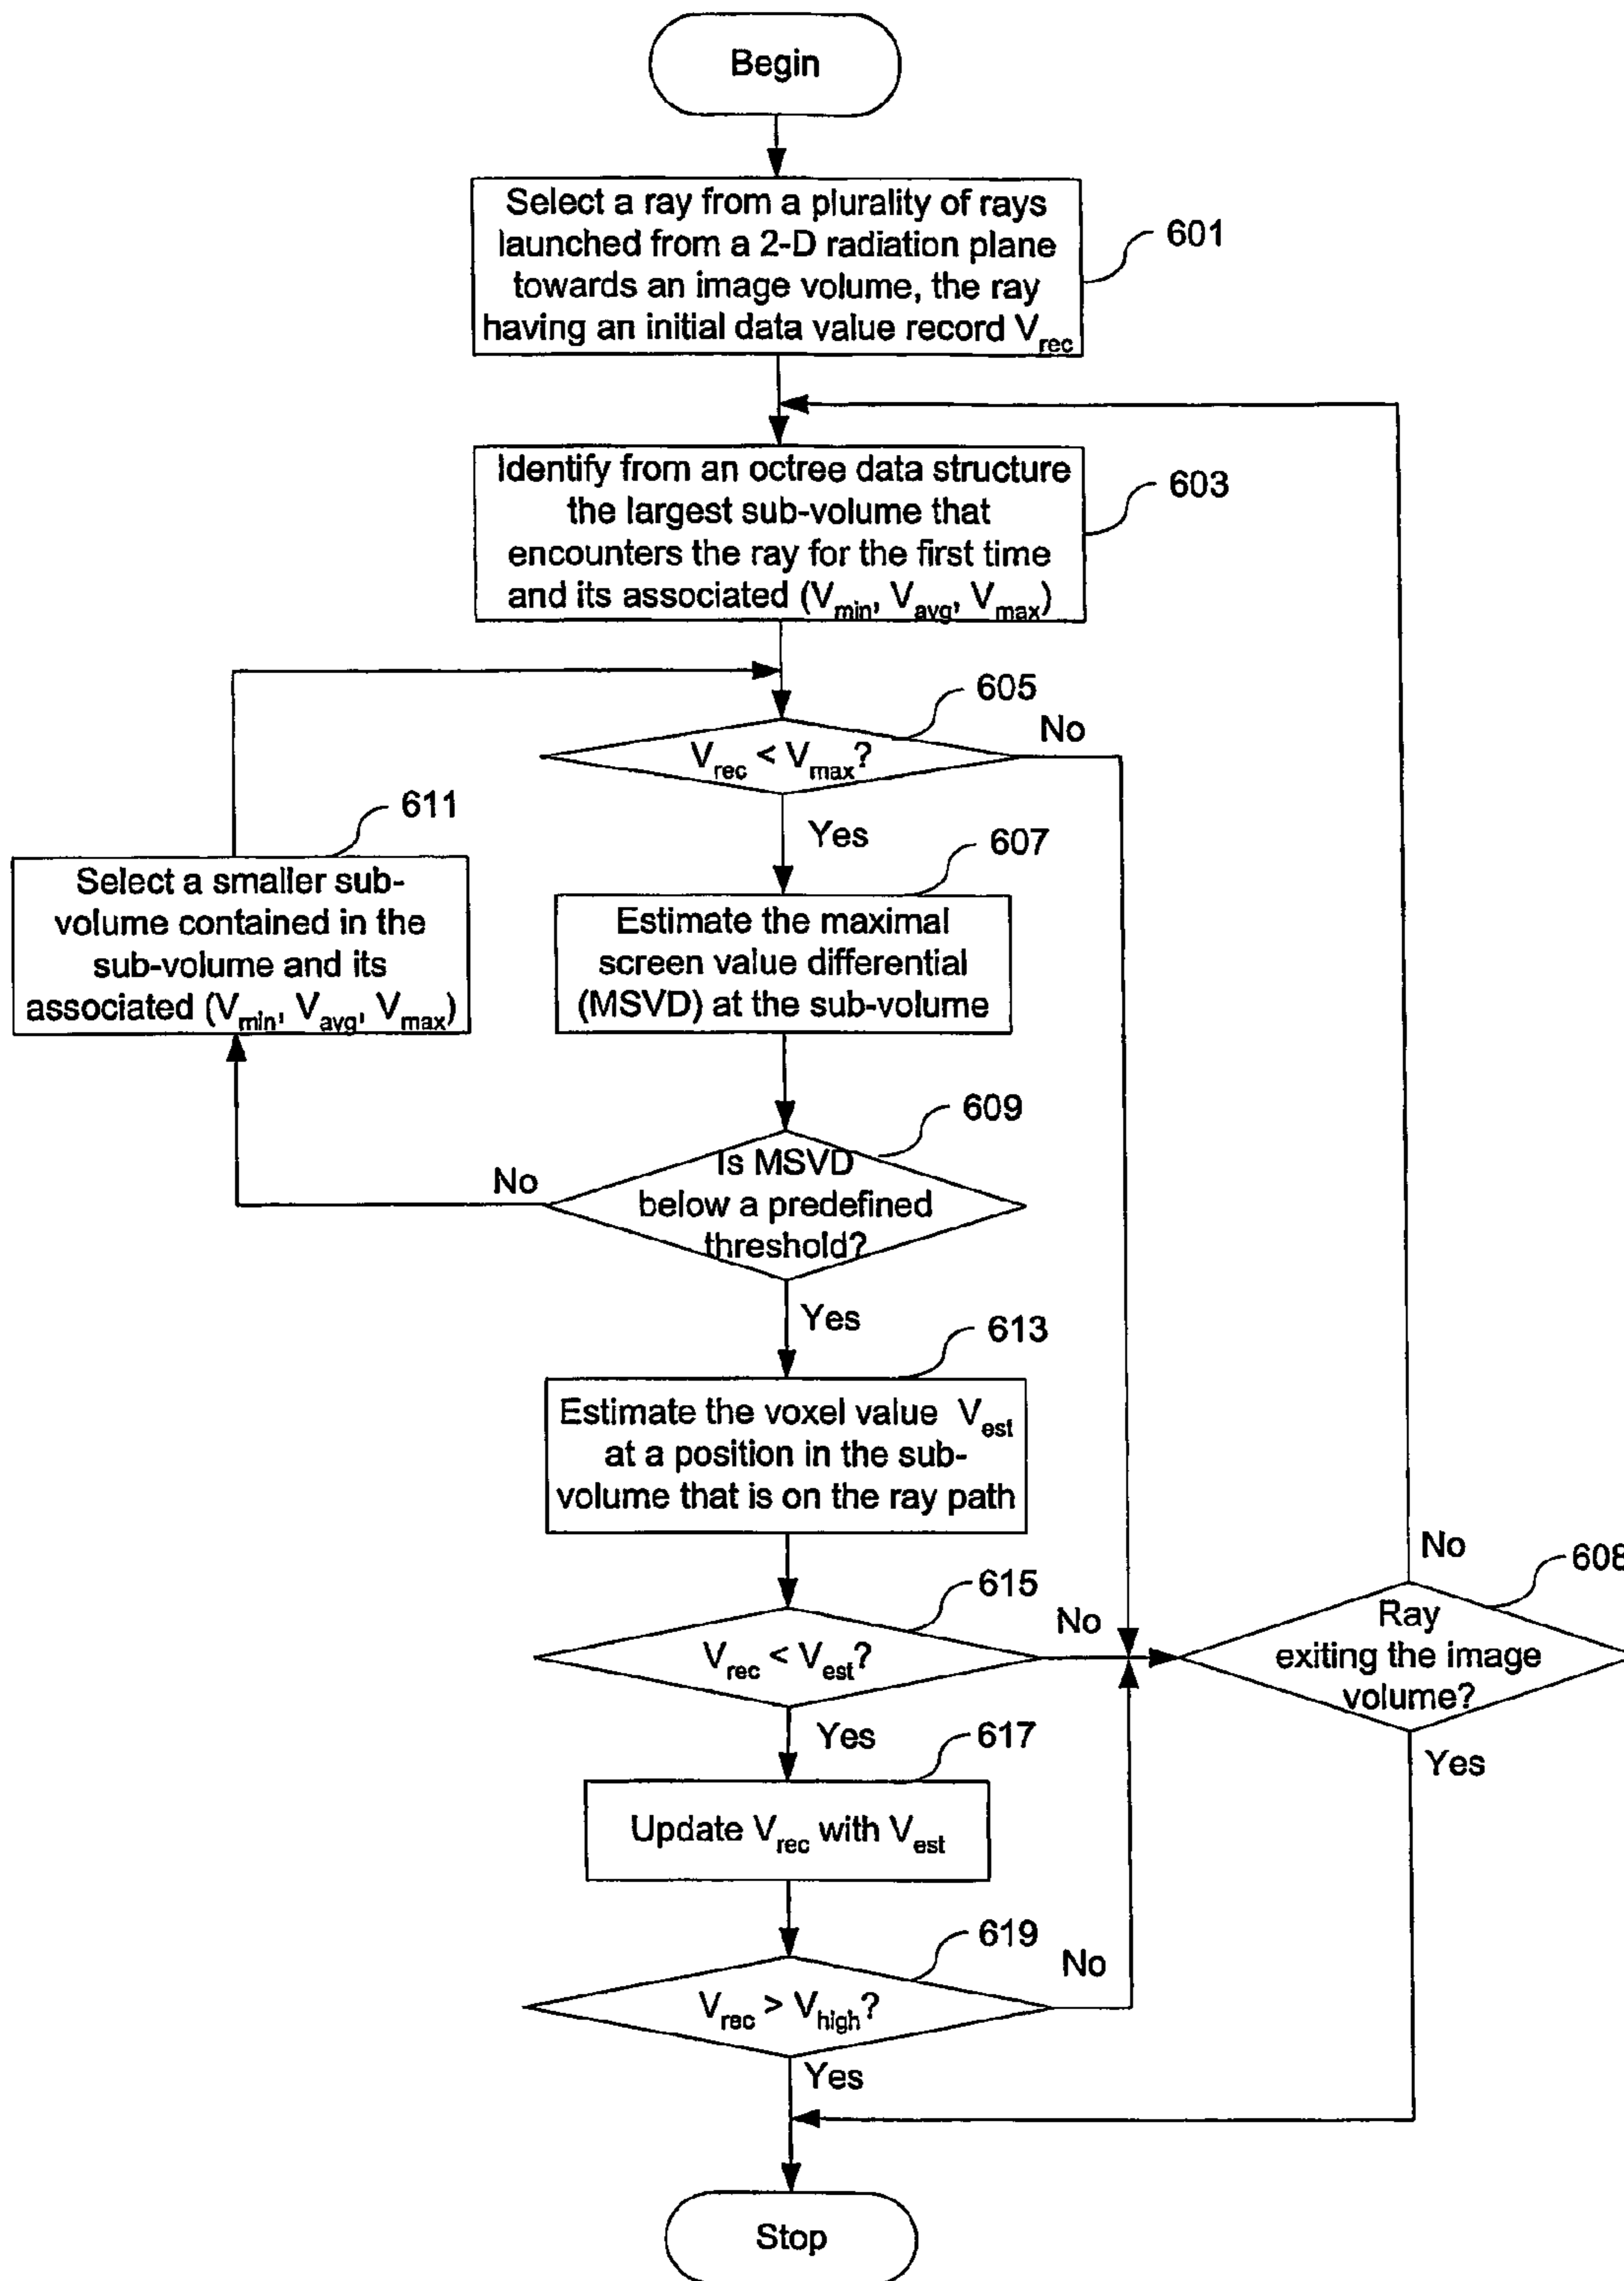 Begin
Select a ray from a plurality of rays
launched from a 2-D radiation plane
towards an image volume, the ray
having an initial data value record Vrec
601
Identify from an octree data structure
the largest sub-volume that
encounters the ray for the first time
and its associated (Vmin, Vavg, Vmax)
603
605
Vrec < Vmax?
No
Yes
611
Select a smaller sub-
volume contained in the
sub-volume and its
associated (Vmin, Vavg, Vmax)
607
Estimate the maximal
screen value differential
(MSVD) at the sub-volume
609
Is MSVD
below a predefined
threshold?
No
Yes
613
Estimate the voxel value Vest
at a position in the sub-
volume that is on the ray path
615
Vrec < Vest?
No
Yes
608
Ray
exiting the image
volume?
No
Yes
617
Update Vrec with Vest
619
Vrec > Vhigh?
No
Yes
Stop